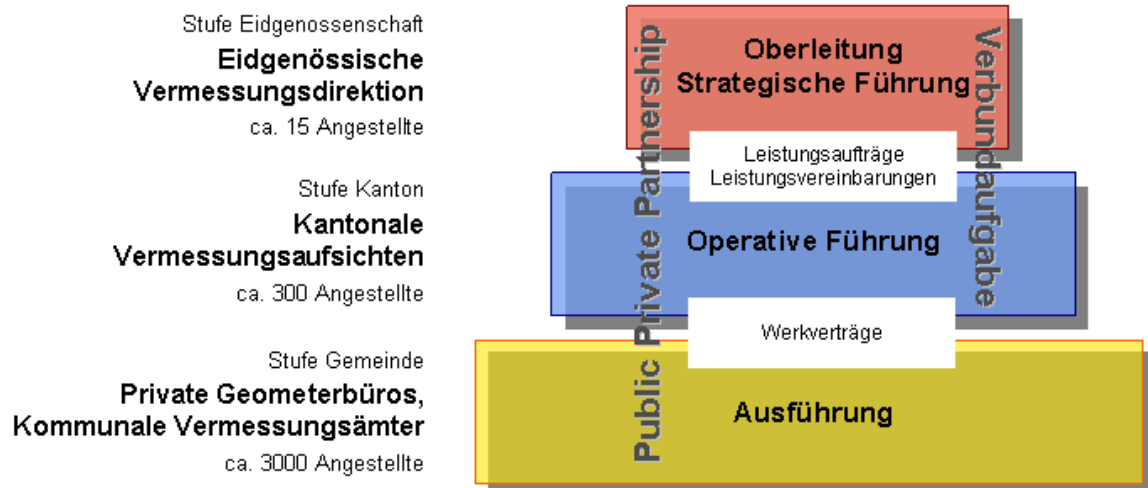 Stufe Eidgenossenschaft
Eidgenössische
Vermessungsdirektion
ca. 15 Angestellte
Oberleitung
Strategische Führung
Leistungsaufträge
Leistungsvereinbarungen
Stufe Kanton
Kantonale
Vermessungsaufsichten
ca. 300 Angestellte
Operative Führung
Werkverträge
Stufe Gemeinde
Private Geometerbüros,
Kommunale Vermessungsämter
ca. 3000 Angestellte
Ausführung
Public Private Partnership
Verbundaufgabe